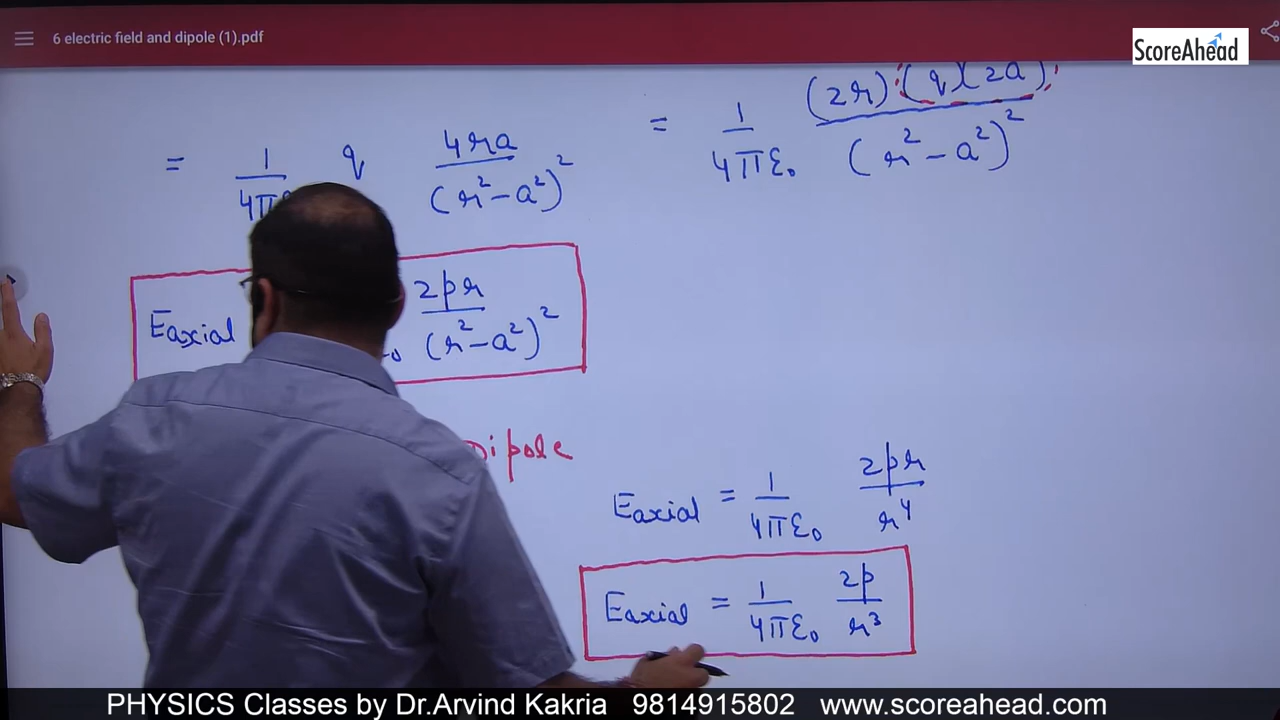 6 electric field and dipole (1).pdf
ScoreAhead
= 1/4πε q 4ra/(r²-a²)²
= 1/4πε₀ (2r) (q)(2a)/(r²-a²)²
Eaxial 2pr/(r²-a²)²
Dipole
Eaxial = 1/4πε₀ 2pr/r⁴
Eaxial = 1/4πε₀ 2p/r³
PHYSICS Classes by Dr.Arvind Kakria 9814915802 www.scoreahead.com